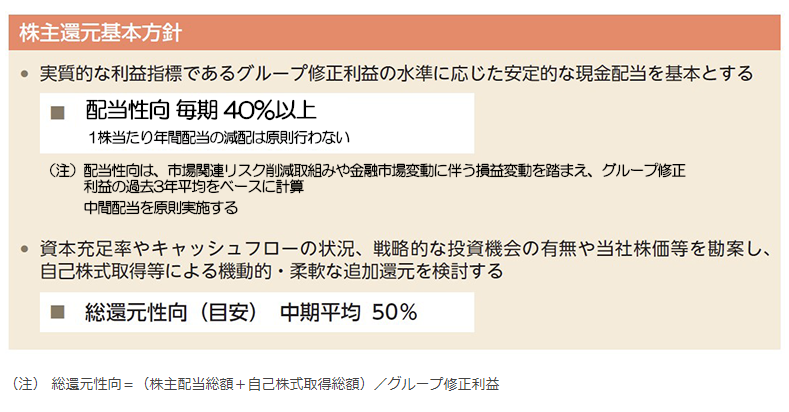 株主還元基本方針
● 実質的な利益指標であるグループ修正利益の水準に応じた安定的な現金配当を基本とする
■ 配当性向 毎期 40%以上
1株当たり年間配当の減配は原則行わない
（注）配当性向は、市場関連リスク削減取組みや金融市場変動に伴う損益変動を踏まえ、グループ修正
利益の過去3年平均をベースに計算
中間配当を原則実施する
● 資本充足率やキャッシュフローの状況、戦略的な投資機会の有無や当社株価等を勘案し、
自己株式取得等による機動的・柔軟な追加還元を検討する
■ 総還元性向（目安） 中期平均 50%
（注） 総還元性向＝（株主配当総額＋自己株式取得総額）／グループ修正利益